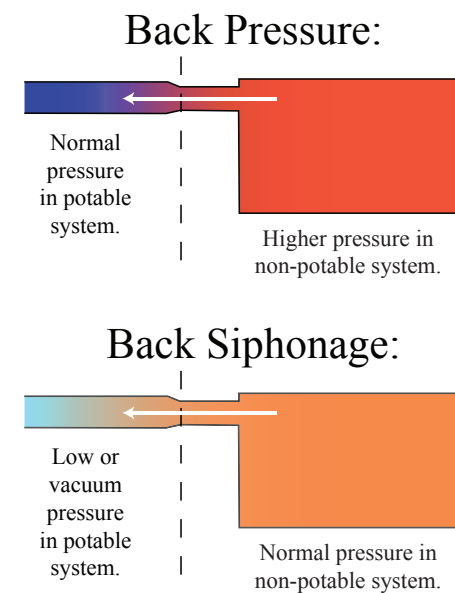 Back Pressure:
Normal
pressure
in potable
system.
Higher pressure in
non-potable system.
Back Siphonage:
Low or
vacuum
pressure
in potable
system.
Normal pressure in
non-potable system.